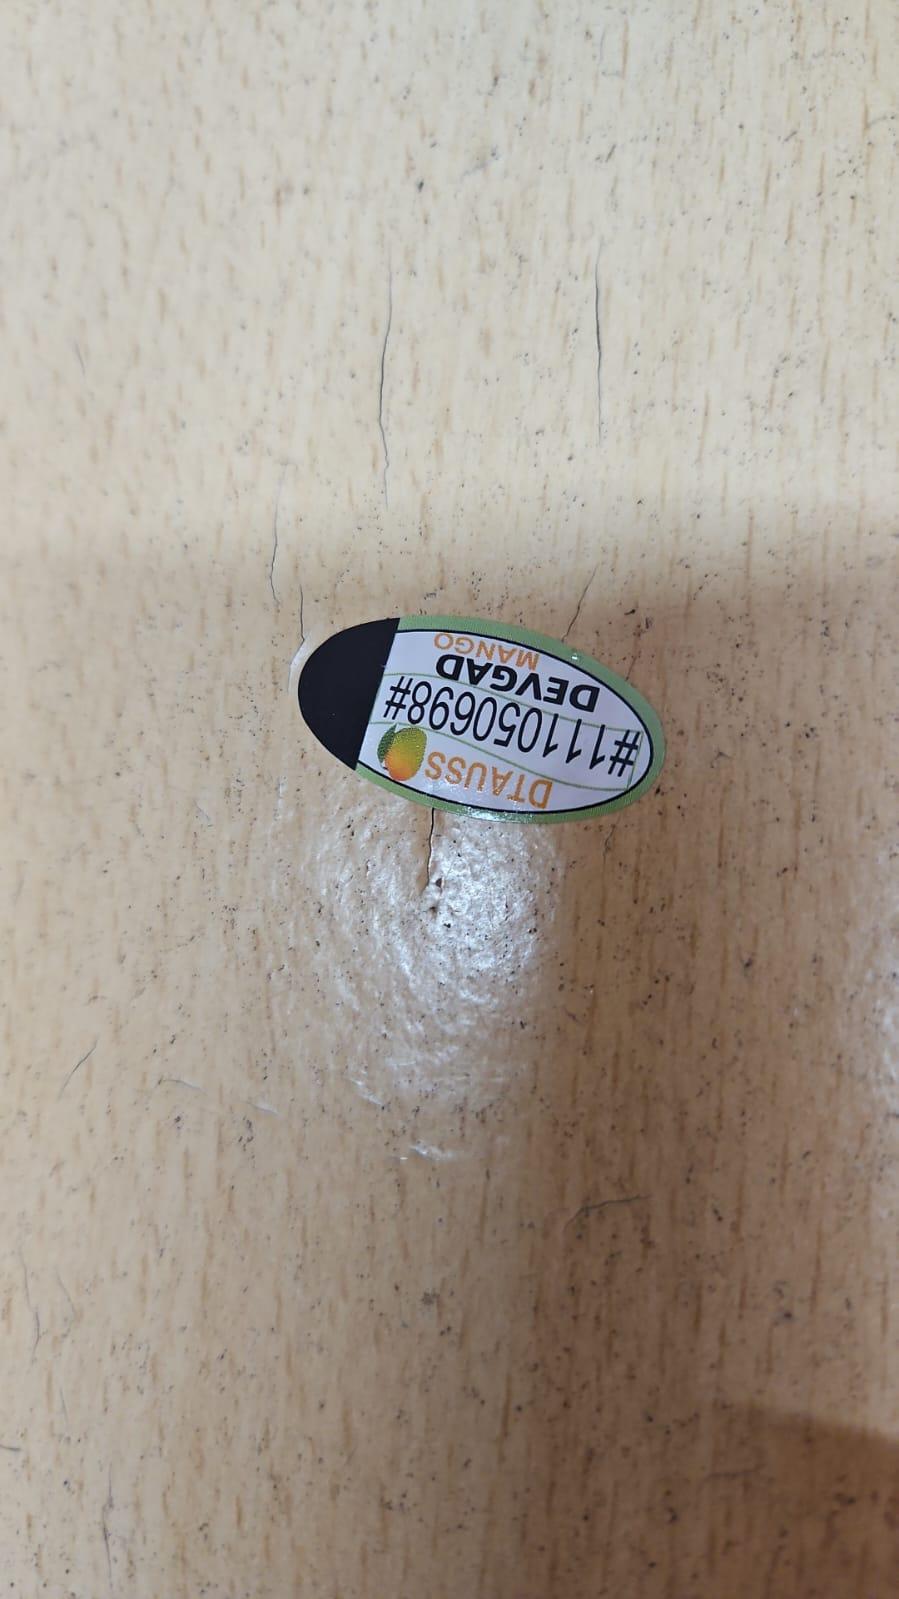 DTAUSS
#111050698#
DEVGAD
MANGO